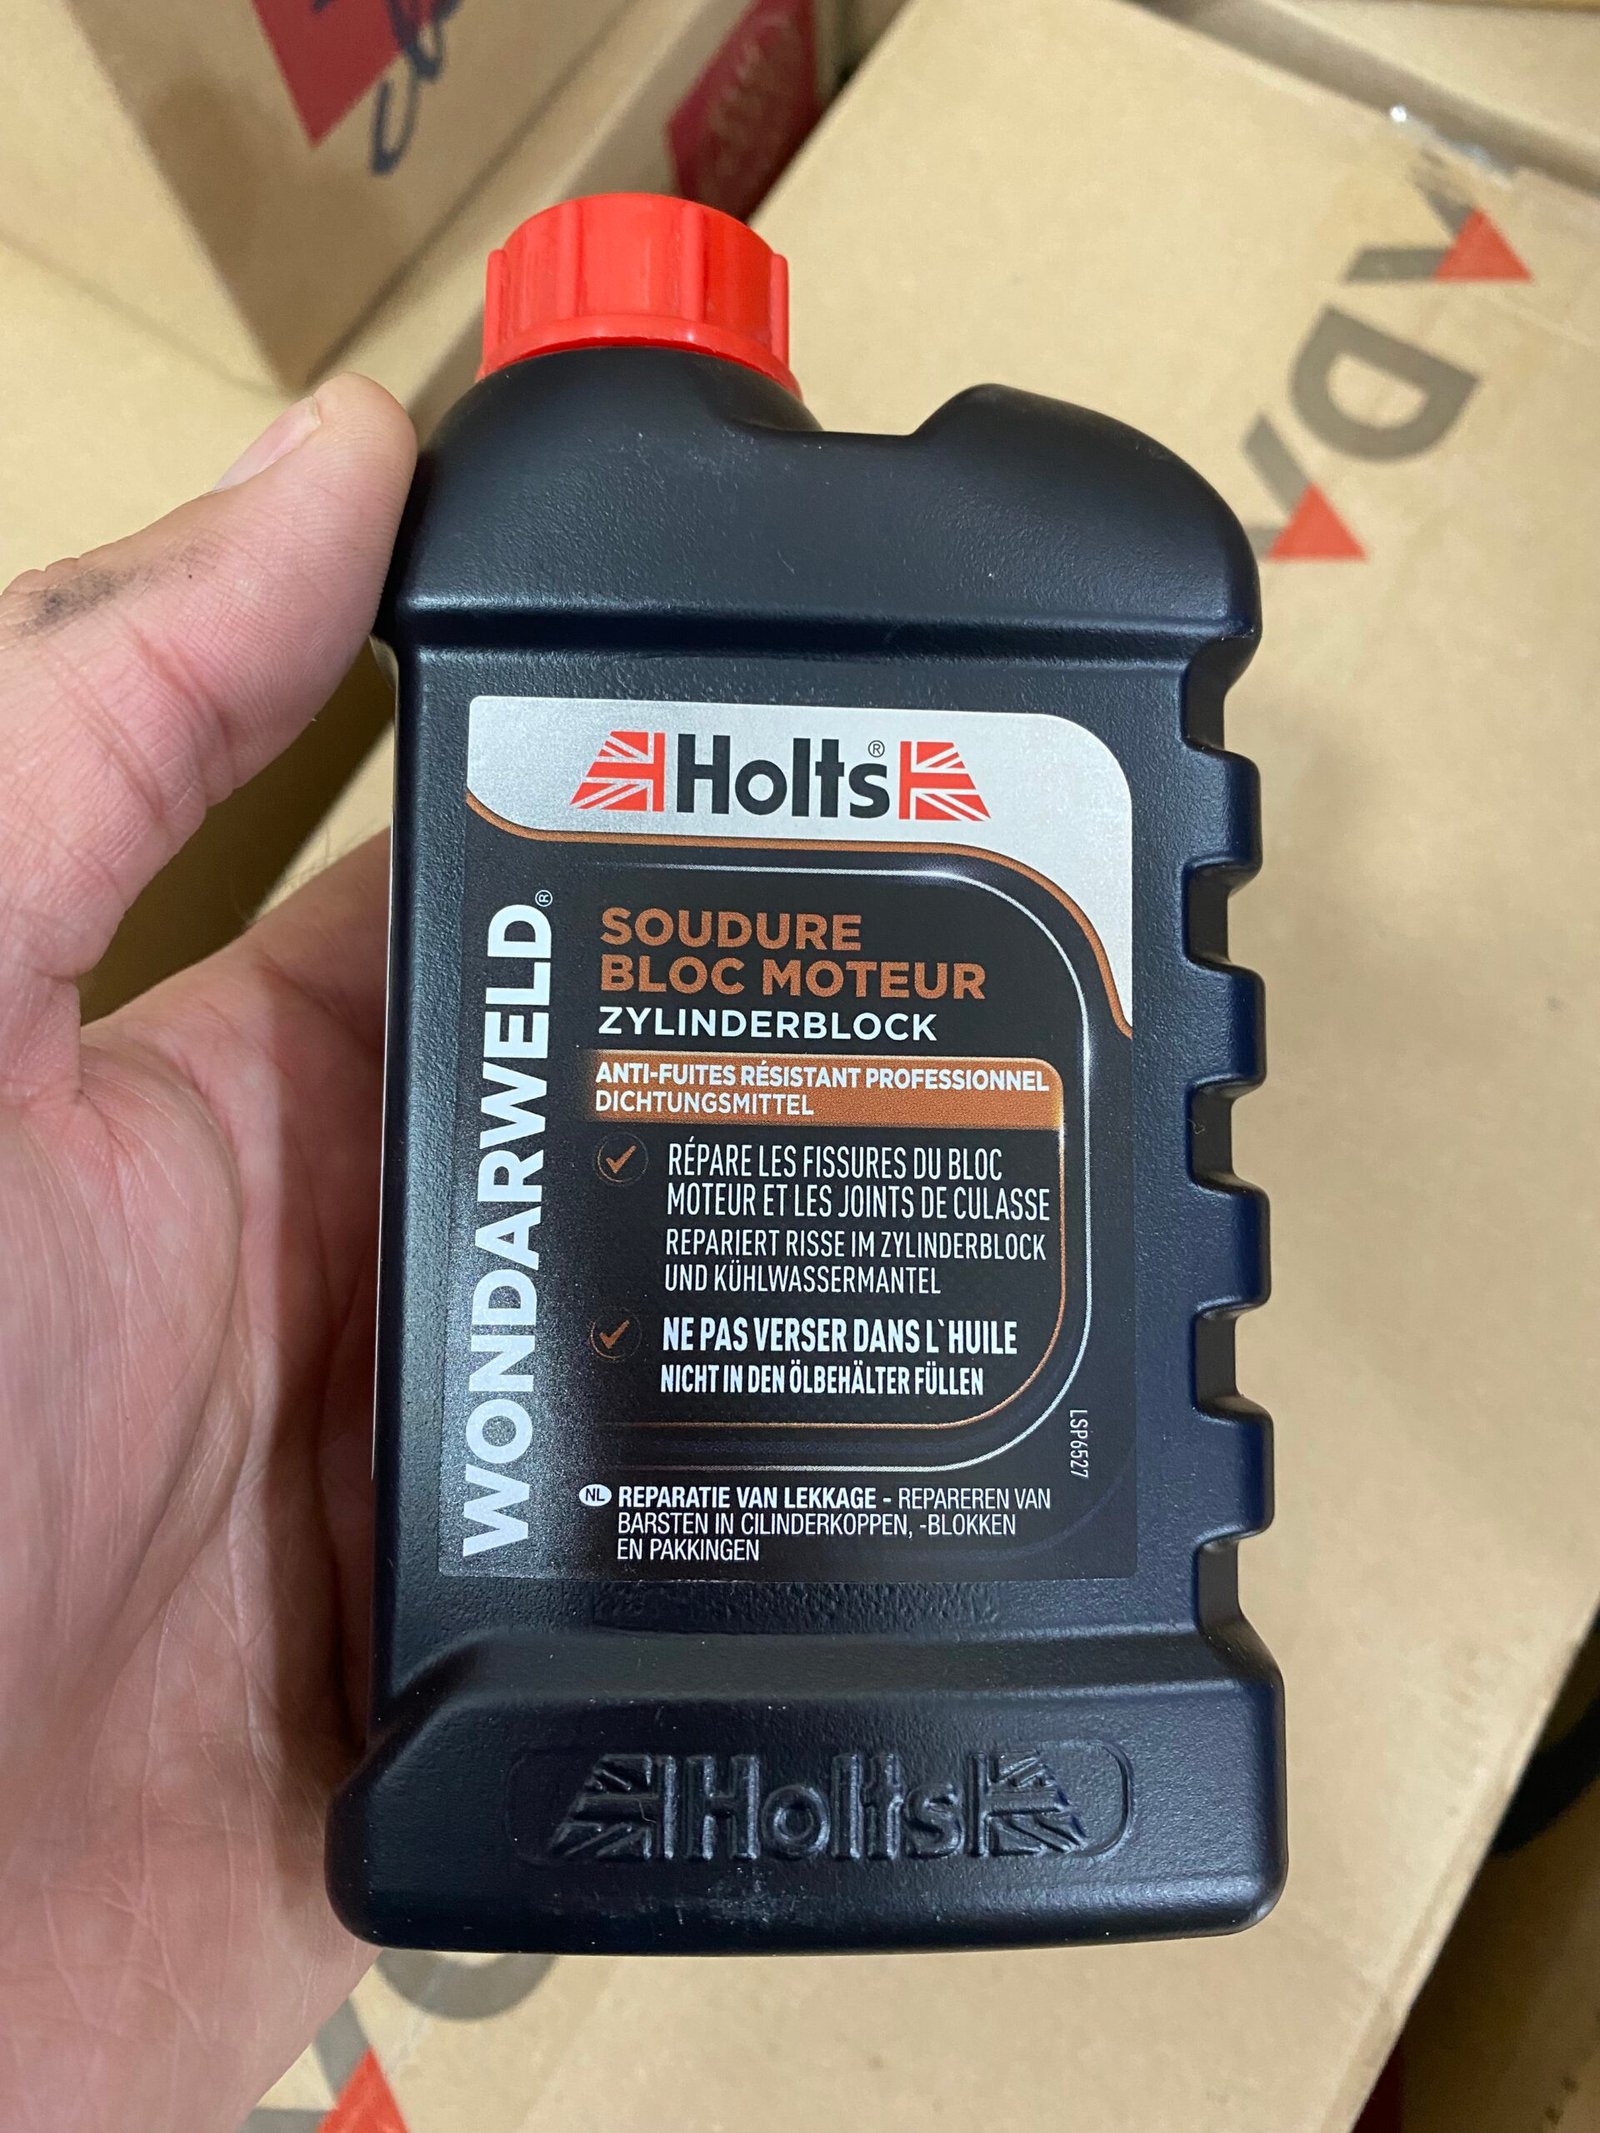 Holts®
WONDARWELD®
SOUDURE
BLOC MOTEUR
ZYLINDERBLOCK
ANTI-FUITES RÉSISTANT PROFESSIONNEL
DICHTUNGSMITTEL
RÉPARE LES FISSURES DU BLOC
MOTEUR ET LES JOINTS DE CULASSE
REPARIERT RISSE IM ZYLINDERBLOCK
UND KÜHLWASSERMANTEL
NE PAS VERSER DANS L`HUILE
NICHT IN DEN ÖLBEHÄLTER FÜLLEN
LSP6527
NL REPARATIE VAN LEKKAGE - REPAREREN VAN
BARSTEN IN CILINDERKOPPEN, -BLOKKEN
EN PAKKINGEN
Holts